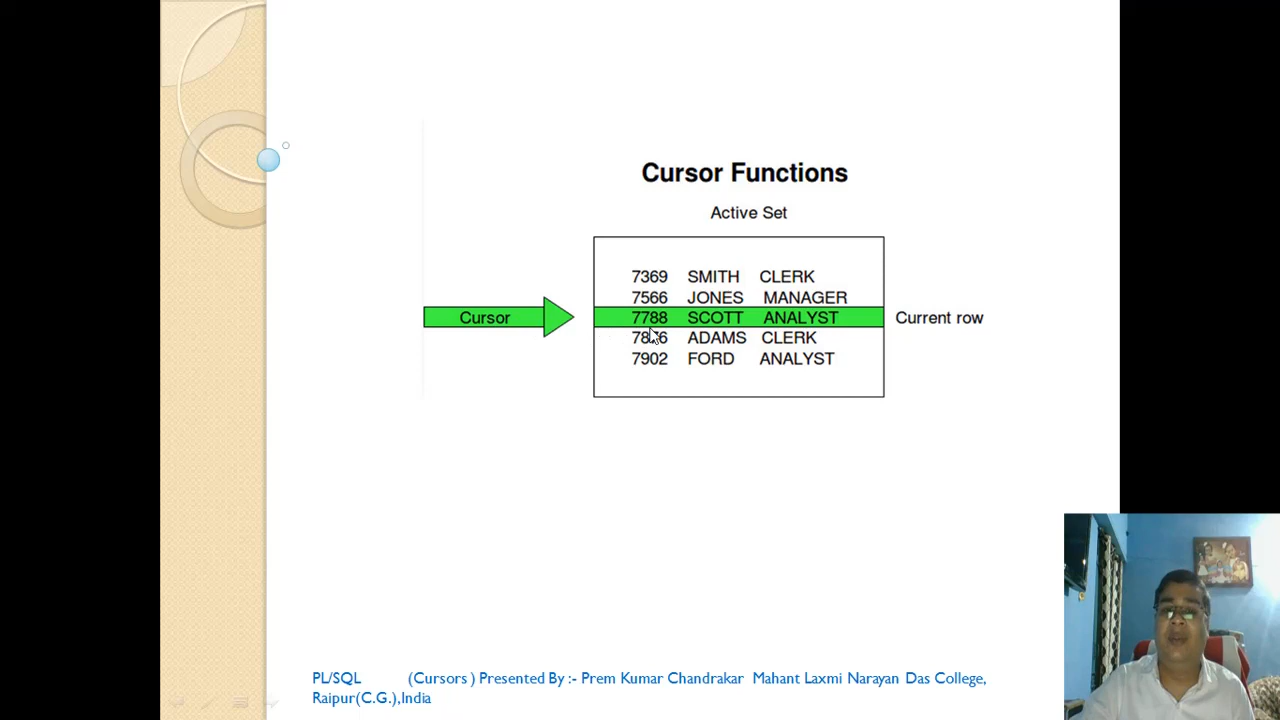 Cursor Functions
Active Set
7369 SMITH CLERK
7566 JONES MANAGER
Cursor 7788 SCOTT ANALYST Current row
ADAMS CLERK
7902 FORD ANALYST
PL/SQL (Cursors ) Presented By :- Prem Kumar Chandrakar Mahant Laxmi Narayan Das College,
Raipur(C.G.),India